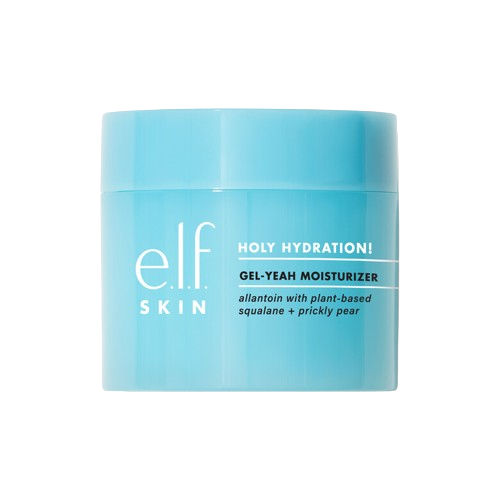 e.l.f.
SKIN
HOLY HYDRATION!
GEL-YEAH MOISTURIZER
allantoin with plant-based
squalane + prickly pear